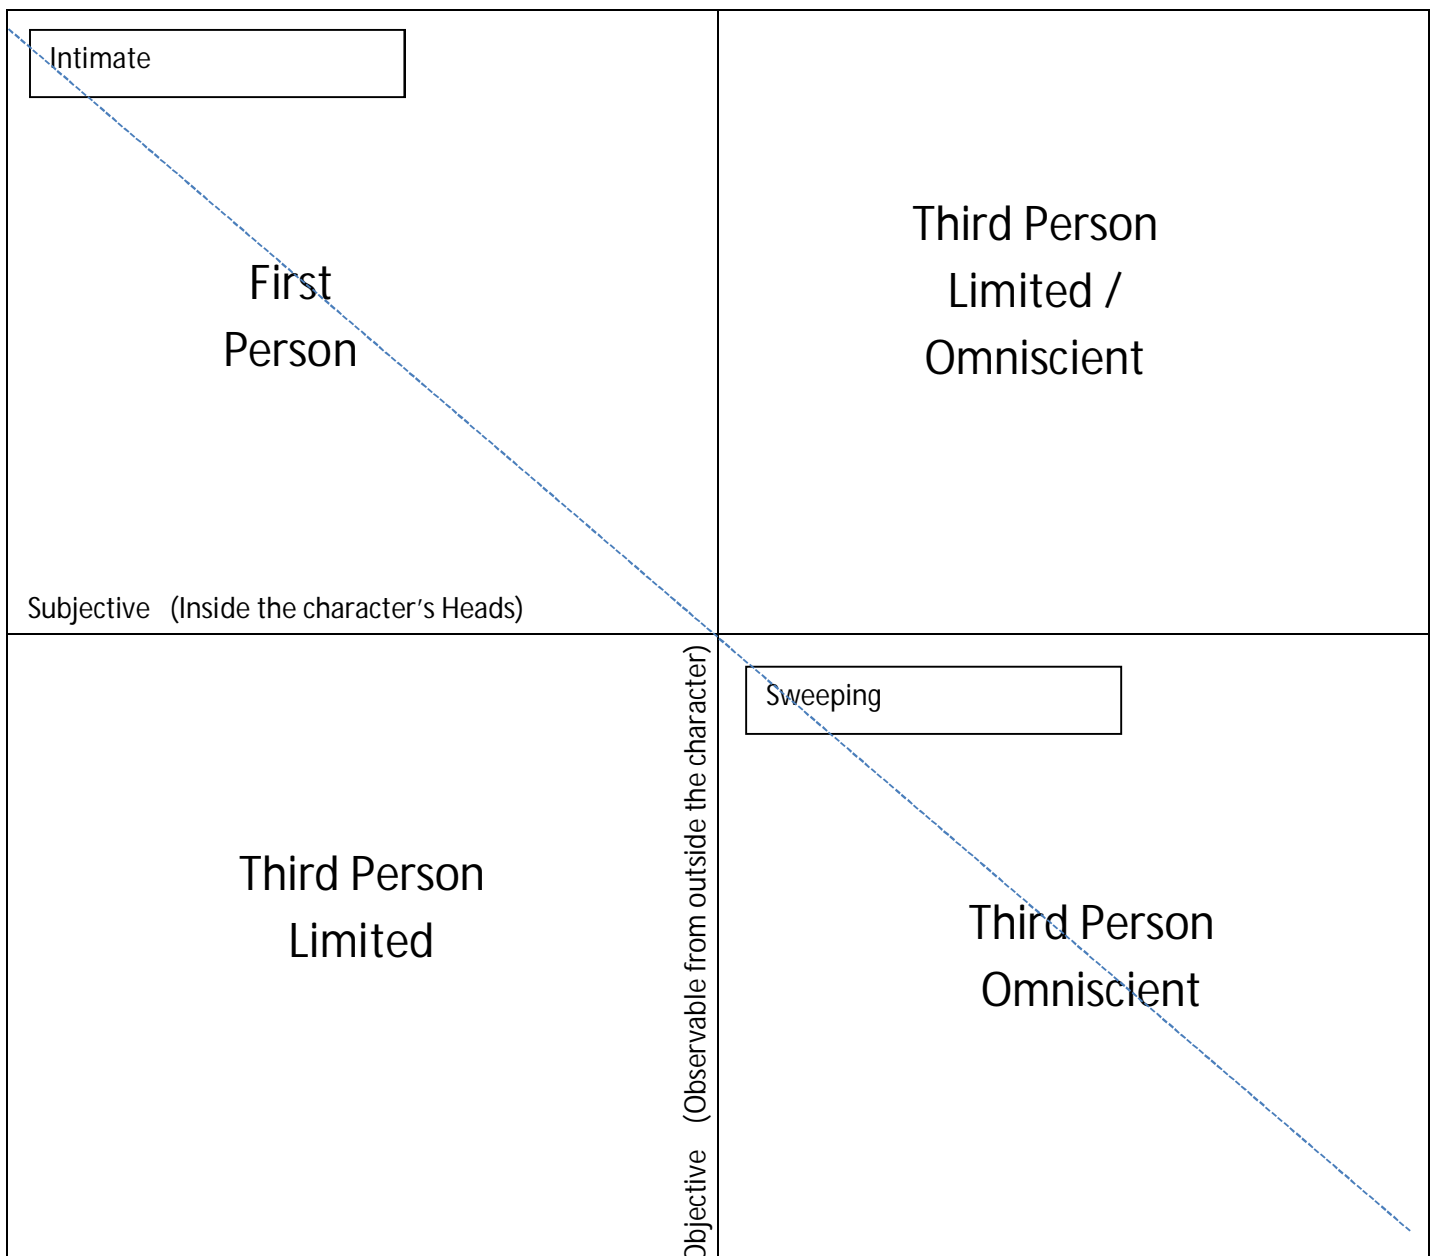 Intimate
First
Person
Third Person
Limited /
Omniscient
Subjective (Inside the character’s Heads)
Third Person
Limited
Objective (Observable from outside the character)
Sweeping
Third Person
Omniscient